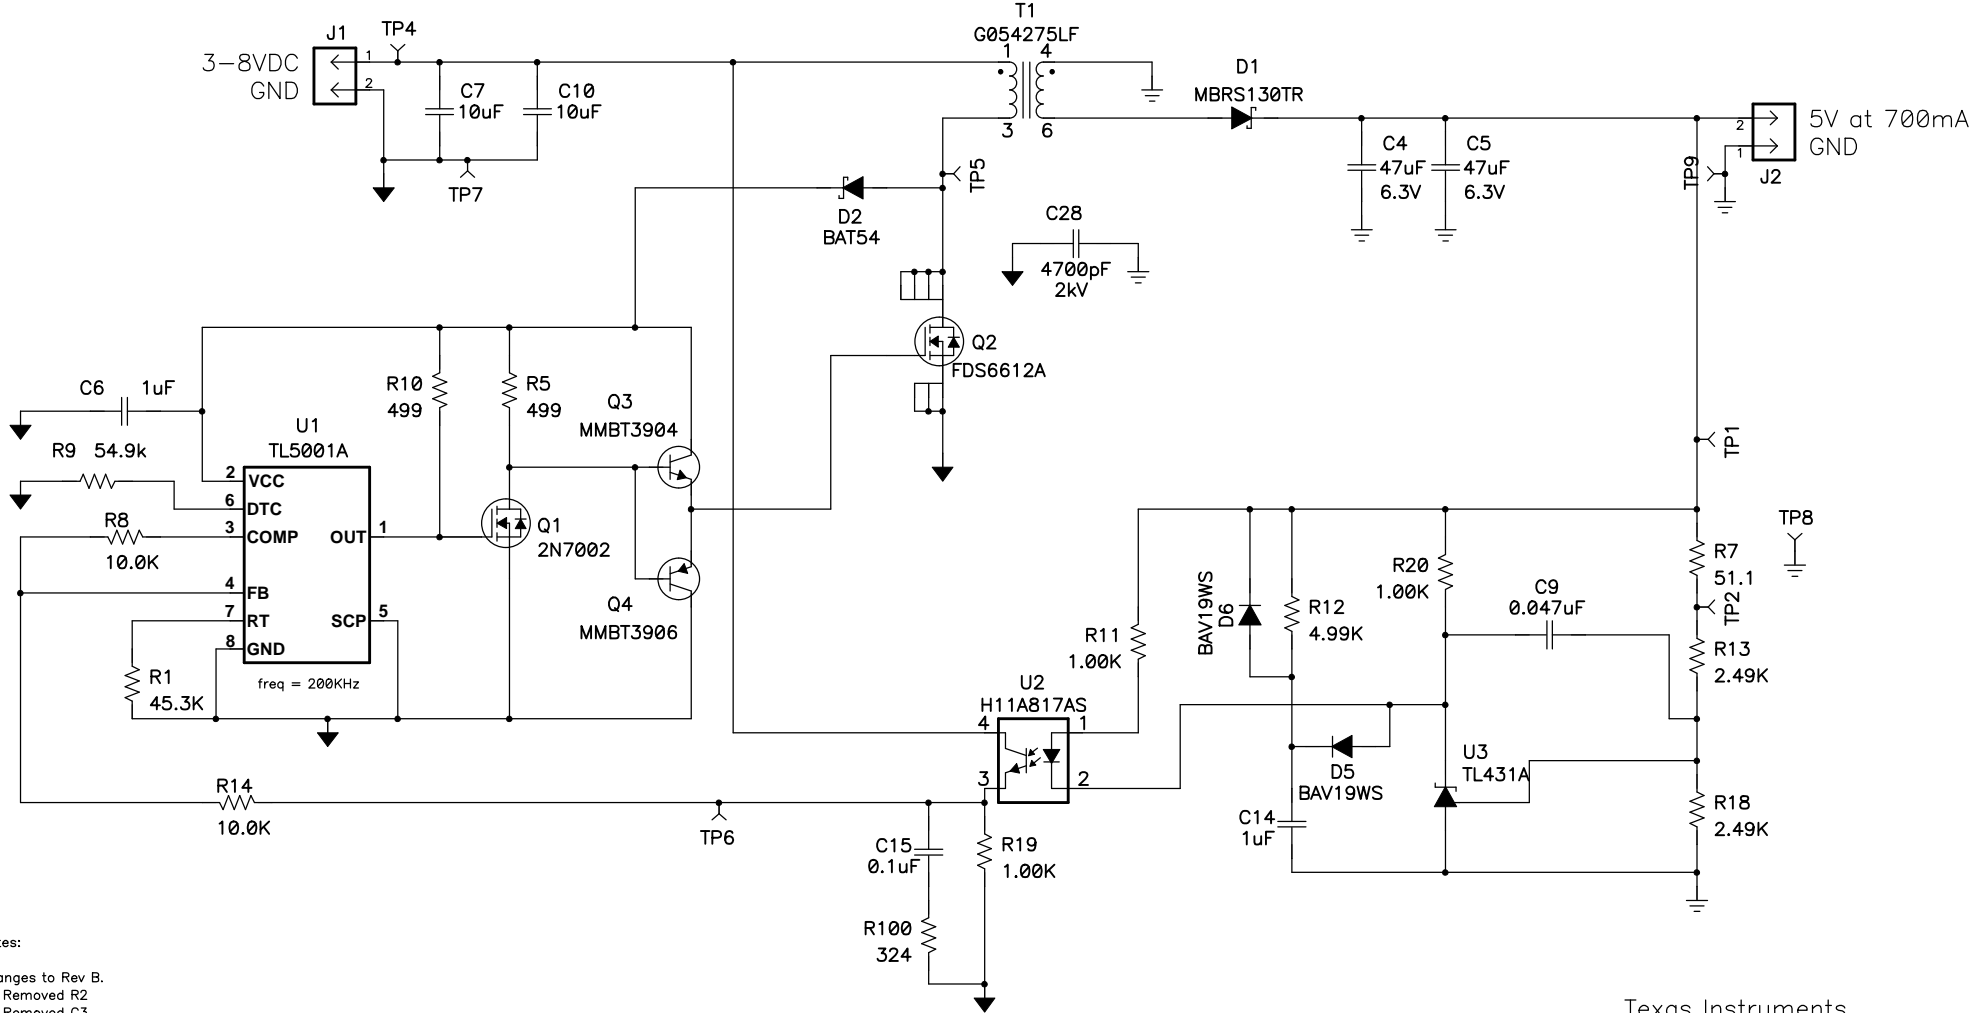 T1
G054275LF
J1
TP4
3-8VDC
GND
1
2
C7
10uF
C10
10uF
TP7
1
4
3
6
D1
MBRS130TR
C4
47uF
6.3V
C5
47uF
6.3V
2
1
5V at 700mA
GND
J2
TP9
TP5
D2
BAT54
C28
4700pF
2kV
Q2
FDS6612A
C6
1uF
R9
54.9k
R8
10.0K
U1
TL5001A
2
VCC
6
DTC
3
COMP
4
FB
7
RT
8
GND
OUT
1
SCP
5
freq = 200KHz
R1
45.3K
R10
499
R5
499
Q3
MMBT3904
Q1
2N7002
Q4
MMBT3906
R14
10.0K
TP6
C15
0.1uF
R100
324
R19
1.00K
U2
H11A817AS
4
3
1
2
R11
1.00K
BAV19WS
D6
R12
4.99K
R20
1.00K
C9
0.047uF
D5
BAV19WS
C14
1uF
U3
TL431A
TP1
R7
51.1
TP2
R13
2.49K
R18
2.49K
TP8
tes:
anges to Rev B.
Removed R2
Removed C3
Texas Instruments